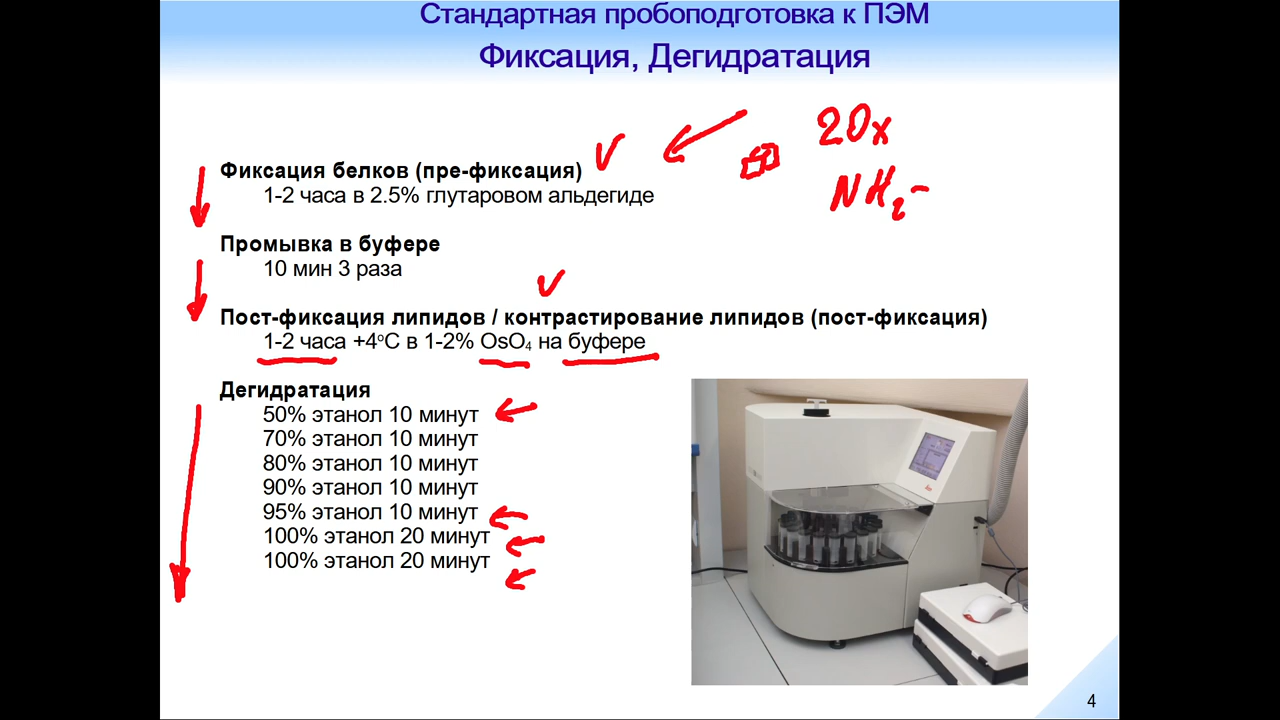 Стандартная пробоподготовка к ПЭМ
Фиксация, Дегидратация
20x
NH₂-
Фиксация белков (пре-фиксация)
1-2 часа в 2.5% глутаровом альдегиде
Промывка в буфере
10 мин 3 раза
Пост-фиксация липидов / контрастирование липидов (пост-фиксация)
1-2 часа +4°C в 1-2% OsO₄ на буфере
Дегидратация
50% этанол 10 минут
70% этанол 10 минут
80% этанол 10 минут
90% этанол 10 минут
95% этанол 10 минут
100% этанол 20 минут
100% этанол 20 минут
4